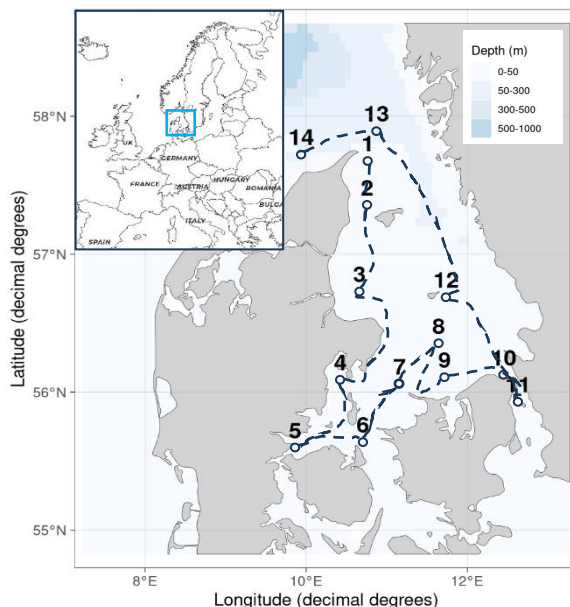 UK
GERMANY
FRANCE
AUSTRIA
HUNGARY
ROMANIA
BULG
ITALY
SPAIN
Depth (m)
0-50
50-300
300-500
500-1000
58°N
57°N
56°N
55°N
14
13
1
2
3
12
8
4
7
9
10
11
5
6
8°E
10°E
12°E
Latitude (decimal degrees)
Longitude (decimal degrees)